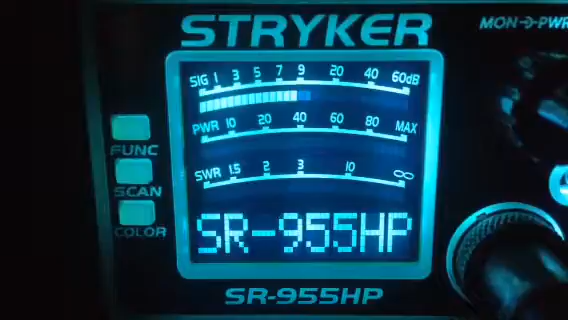 STRYKER
MON PWR
SIG 1 3 5 7 9 20 40 60dB
PWR 10 20 40 60 80 MAX
SWR 1.5 2 3 10 ∞
FUNC
SCAN
COLOR
SR-955HP
SR-955HP